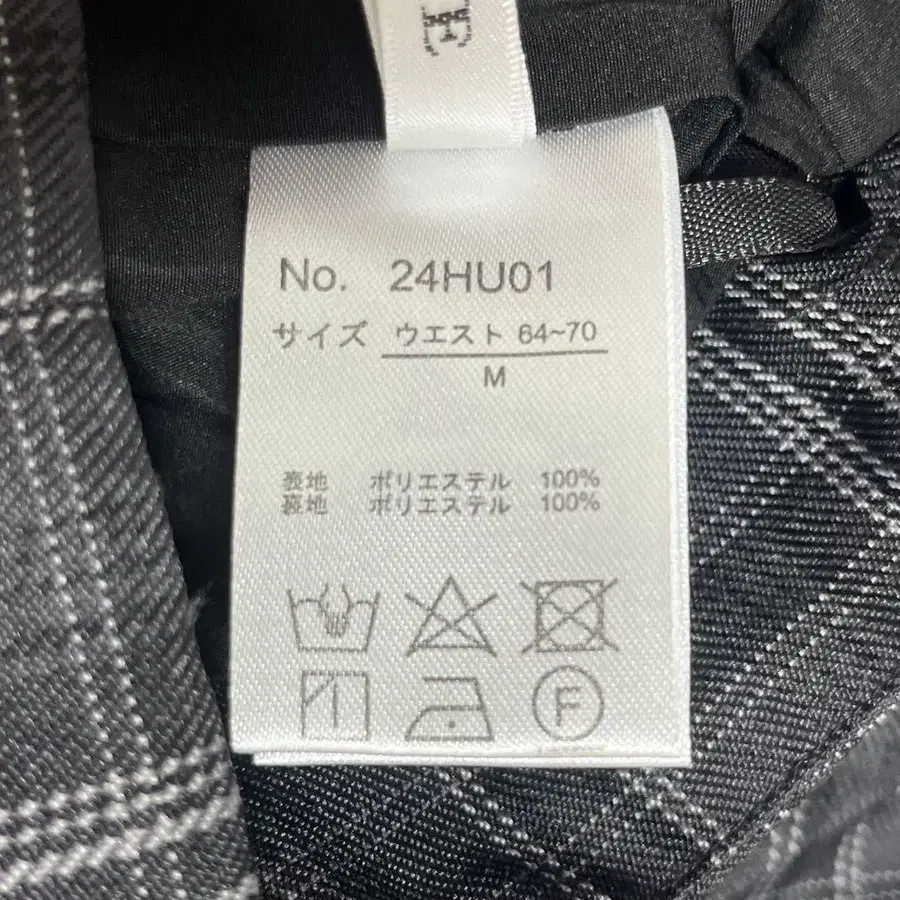 E
No. 24HU01
サイズ ウエスト 64~70
M
表地 ポリエステル 100%
裏地 ポリエステル 100%
F